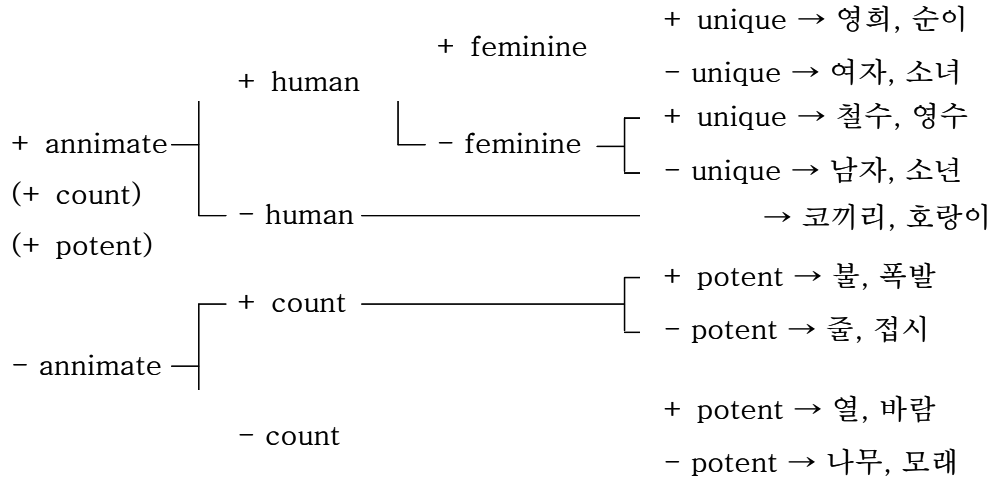 + unique → 영희, 순이
+ feminine
- unique → 여자, 소녀
+ human
+ unique → 철수, 영수
+ annimate
- feminine
- unique → 남자, 소년
(+ count)
- human
→ 코끼리, 호랑이
(+ potent)
+ potent → 불, 폭발
+ count
- potent → 줄, 접시
- annimate
+ potent → 열, 바람
- count
- potent → 나무, 모래